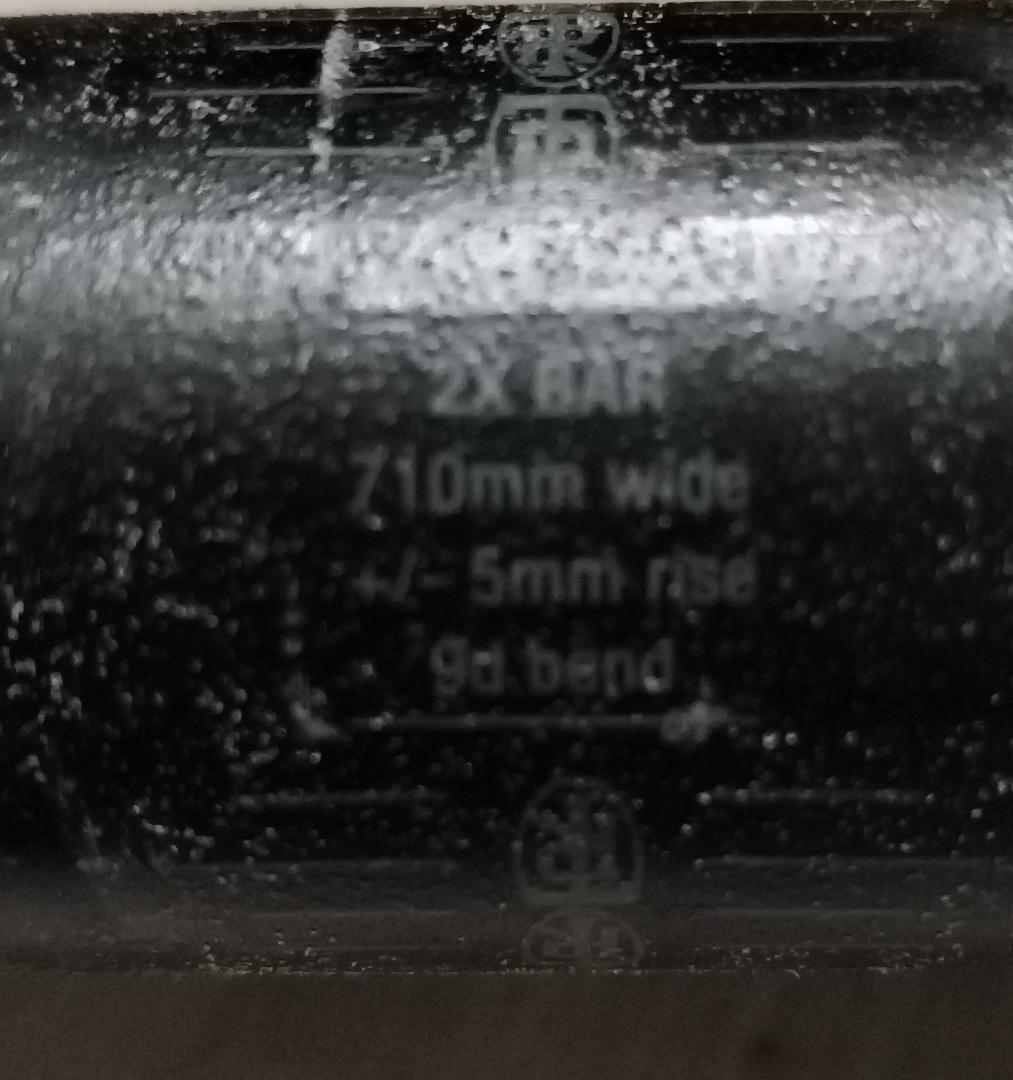 2X BAR
710mm wide
+/- 5mm rise
9d bend